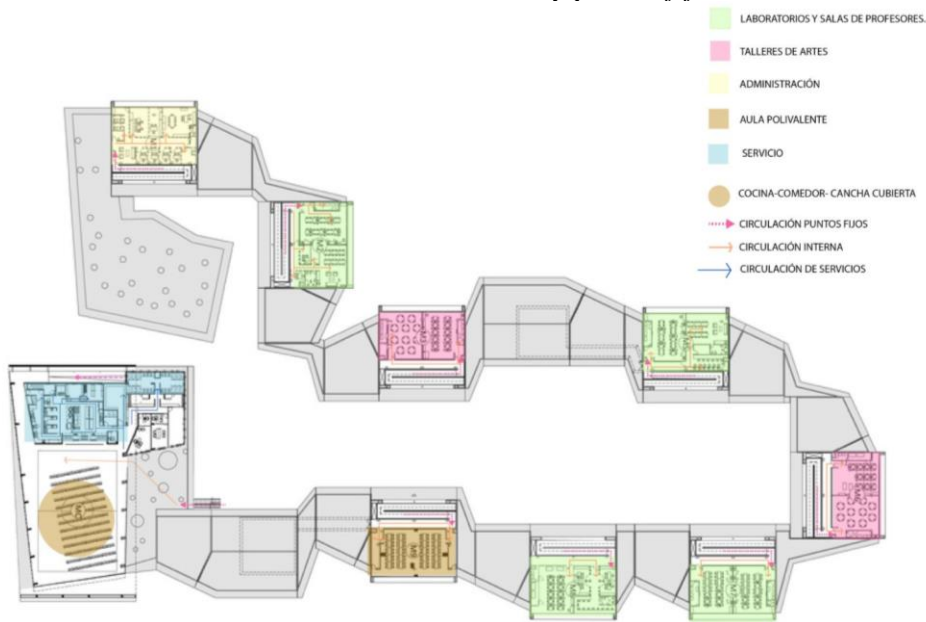 LABORATORIOS Y SALAS DE PROFESORES.
TALLERES DE ARTES
ADMINISTRACIÓN
AULA POLIVALENTE
SERVICIO
COCINA-COMEDOR- CANCHA CUBIERTA
CIRCULACIÓN PUNTOS FIJOS
CIRCULACIÓN INTERNA
CIRCULACIÓN DE SERVICIOS